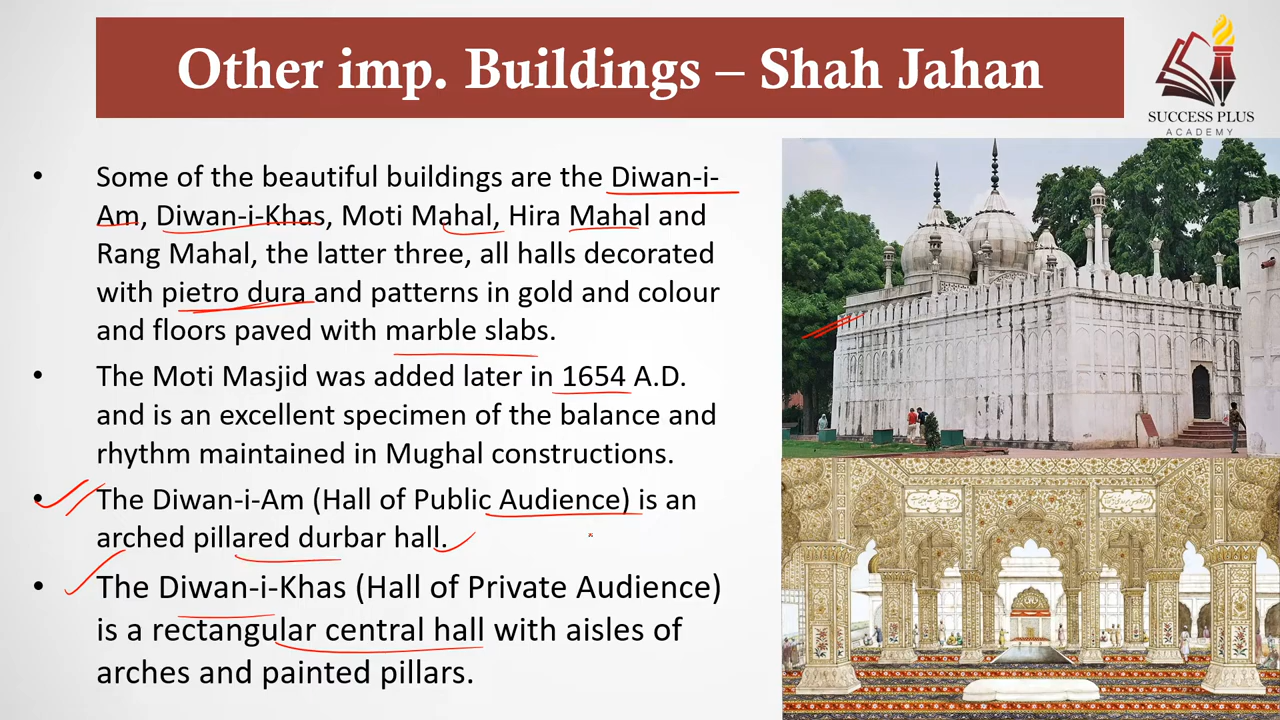 Other imp. Buildings – Shah Jahan
SUCCESS PLUS
ACADEMY
• Some of the beautiful buildings are the Diwan-i-
Am, Diwan-i-Khas, Moti Mahal, Hira Mahal and
Rang Mahal, the latter three, all halls decorated
with pietro dura and patterns in gold and colour
and floors paved with marble slabs.
• The Moti Masjid was added later in 1654 A.D.
and is an excellent specimen of the balance and
rhythm maintained in Mughal constructions.
• The Diwan-i-Am (Hall of Public Audience) is an
arched pillared durbar hall.
• The Diwan-i-Khas (Hall of Private Audience)
is a rectangular central hall with aisles of
arches and painted pillars.